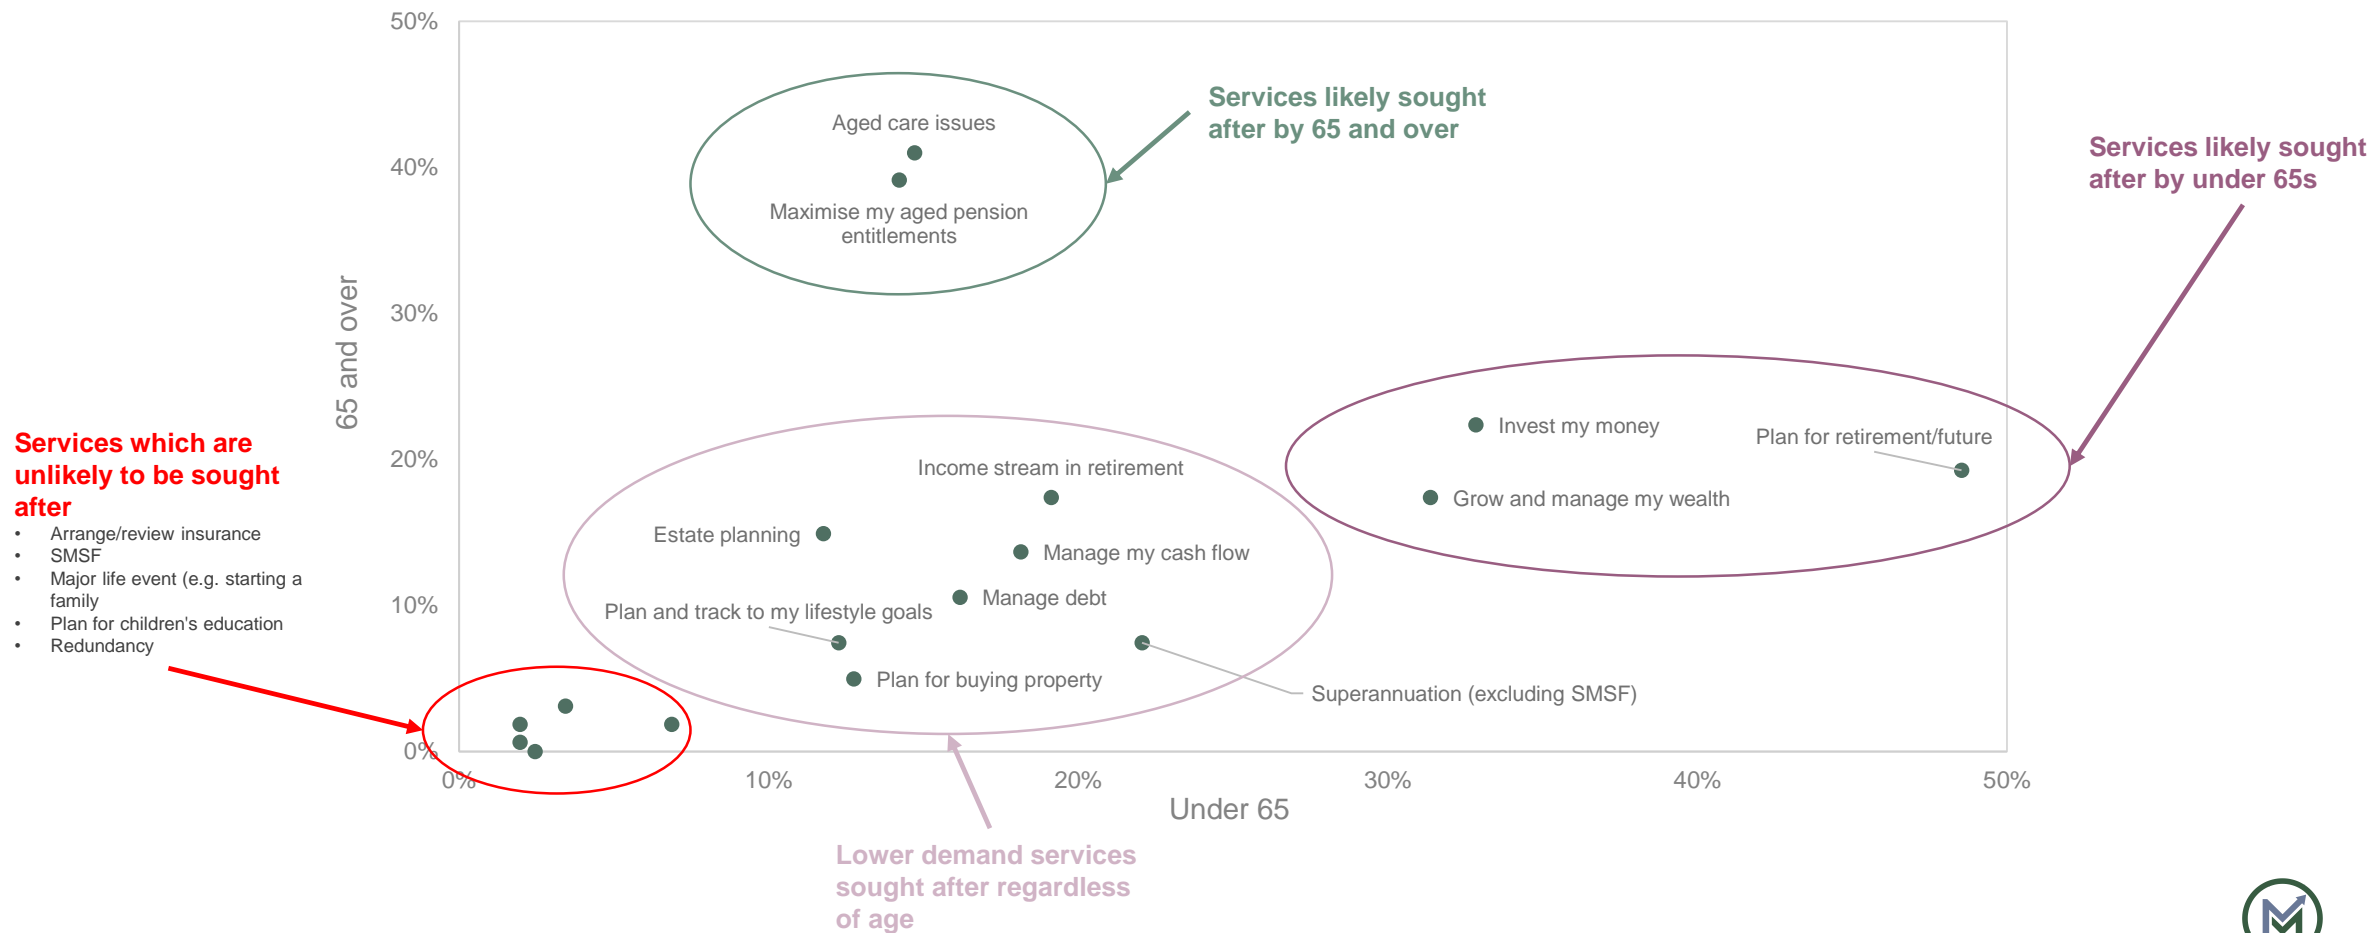 50%
Services likely sought
after by 65 and over
Aged care issues
Services likely sought
after by under 65s
40%
Maximise my aged pension
entitlements
30%
65 and over
Invest my money
Plan for retirement/future
Services which are
unlikely to be sought
after
20%
Income stream in retirement
Grow and manage my wealth
Estate planning
Manage my cash flow
• Arrange/review insurance
• SMSF
• Major life event (e.g. starting a
family
• Plan for children's education
• Redundancy
10%
Manage debt
Plan and track to my lifestyle goals
Plan for buying property
Superannuation (excluding SMSF)
0%
0%
10%
20%
30%
40%
50%
Under 65
Lower demand services
sought after regardless
of age